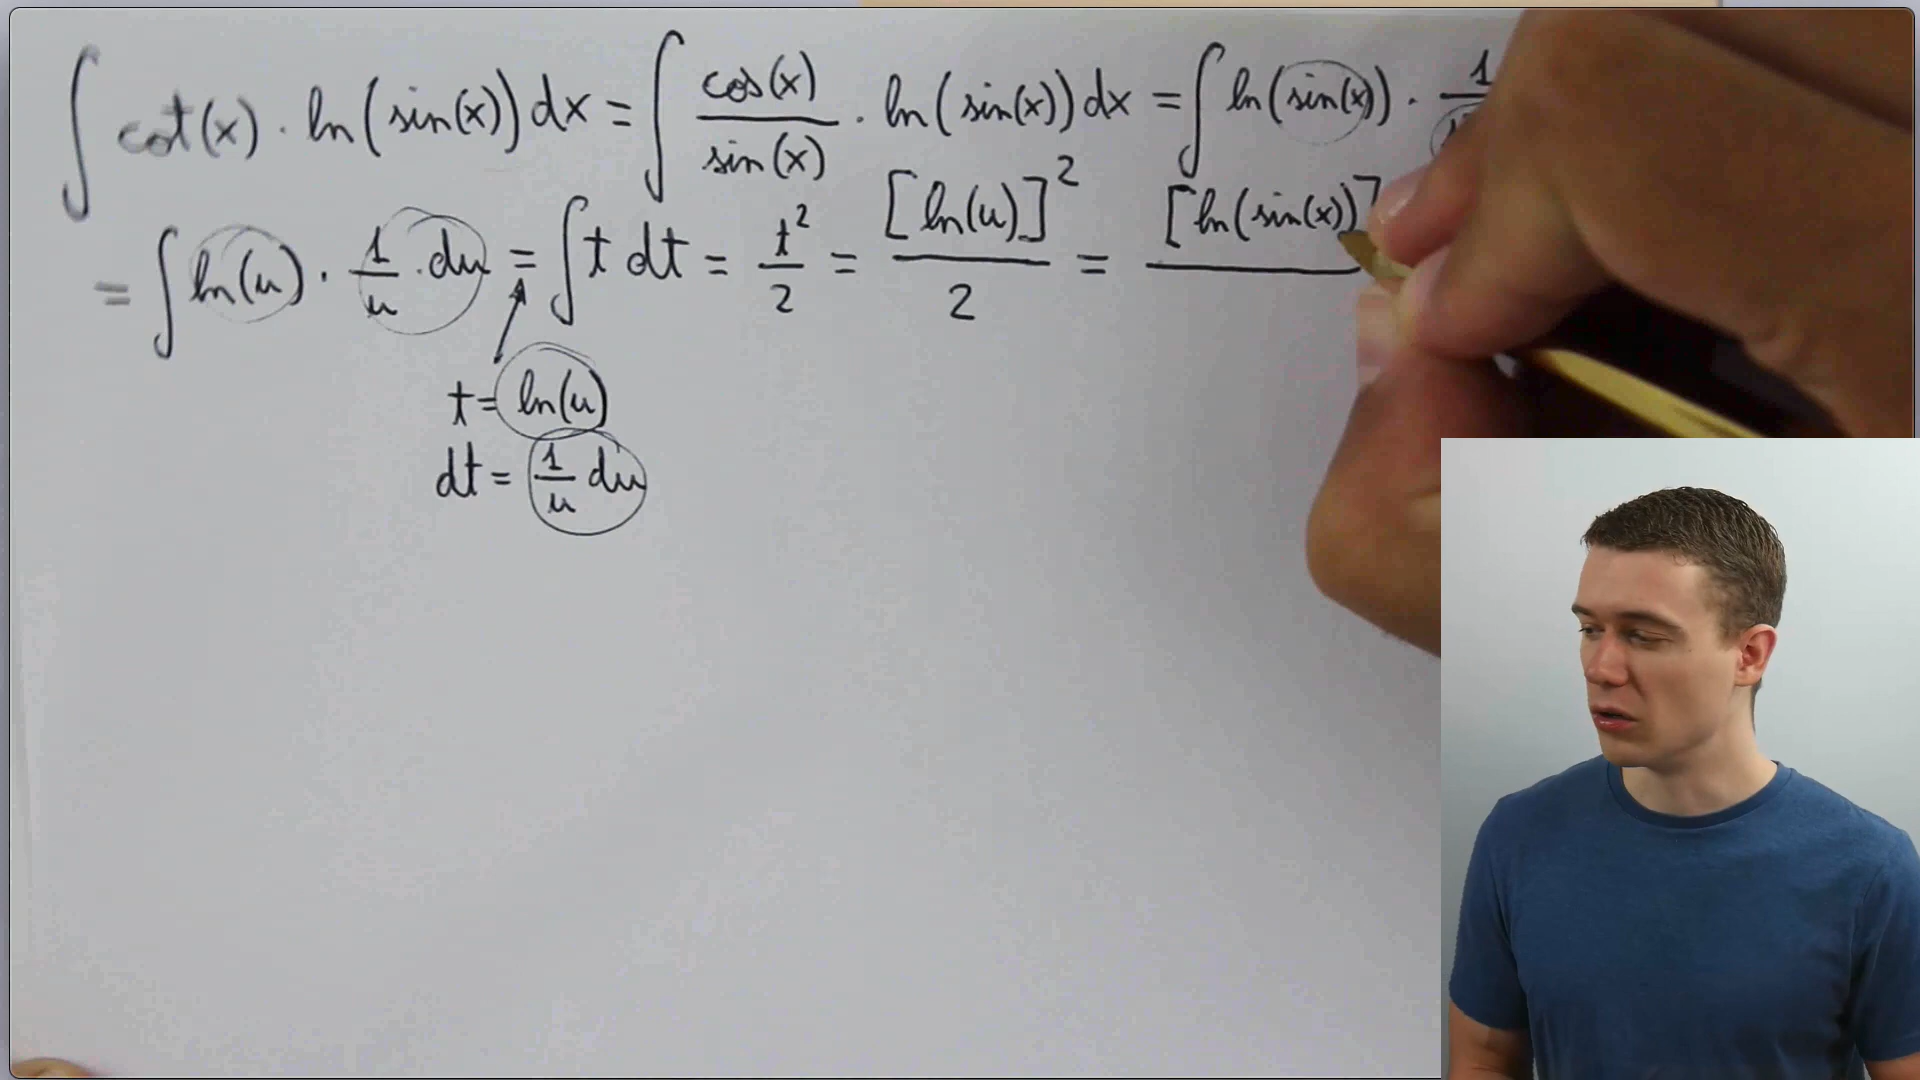 ∫ cot(x) · ln(sin(x)) dx = ∫ cos(x)/sin(x) · ln(sin(x)) dx = ∫ ln(sin(x)) · 1/
= ∫ ln(u) · 1/u · du = ∫ t dt = t²/2 = [ln(u)]²/2 = [ln(sin(x))]
t = ln(u)
dt = 1/u du